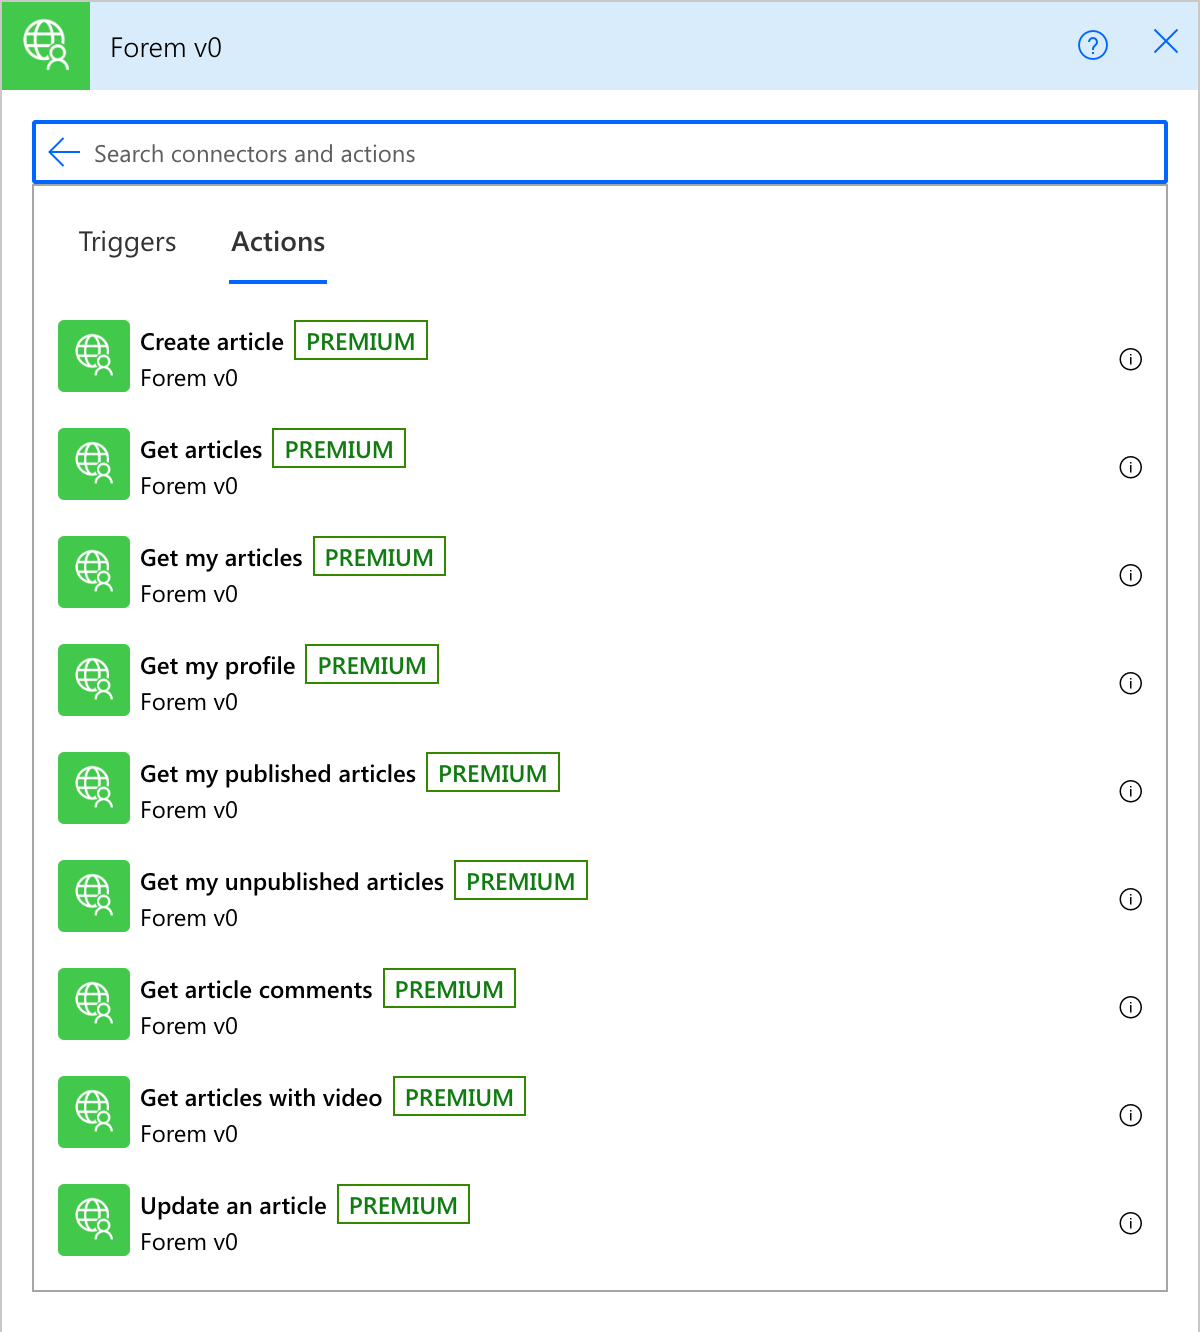 Forem v0
Search connectors and actions
Triggers Actions
Create article PREMIUM
Forem v0
Get articles PREMIUM
Forem v0
Get my articles PREMIUM
Forem v0
Get my profile PREMIUM
Forem v0
Get my published articles PREMIUM
Forem v0
Get my unpublished articles PREMIUM
Forem v0
Get article comments PREMIUM
Forem v0
Get articles with video PREMIUM
Forem v0
Update an article PREMIUM
Forem v0